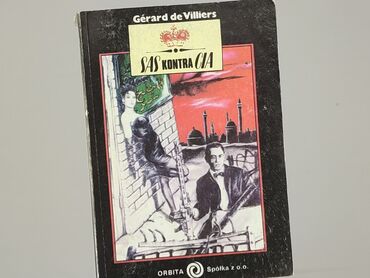 Gérard de Villiers
SAS KONTRA CIA
ORBITA Spółka z o.o.